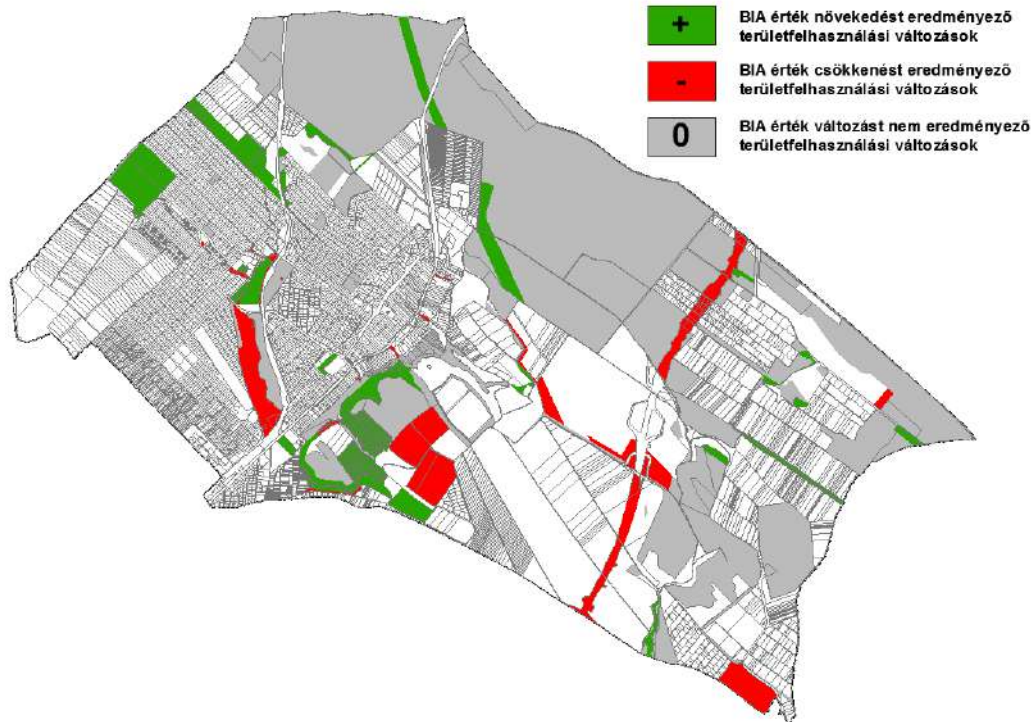 +
BIA érték növekedést eredményező
területfelhasználási változások
-
BIA érték csökkenést eredményező
területfelhasználási változások
0
BIA érték változást nem eredményező
területfelhasználási változások